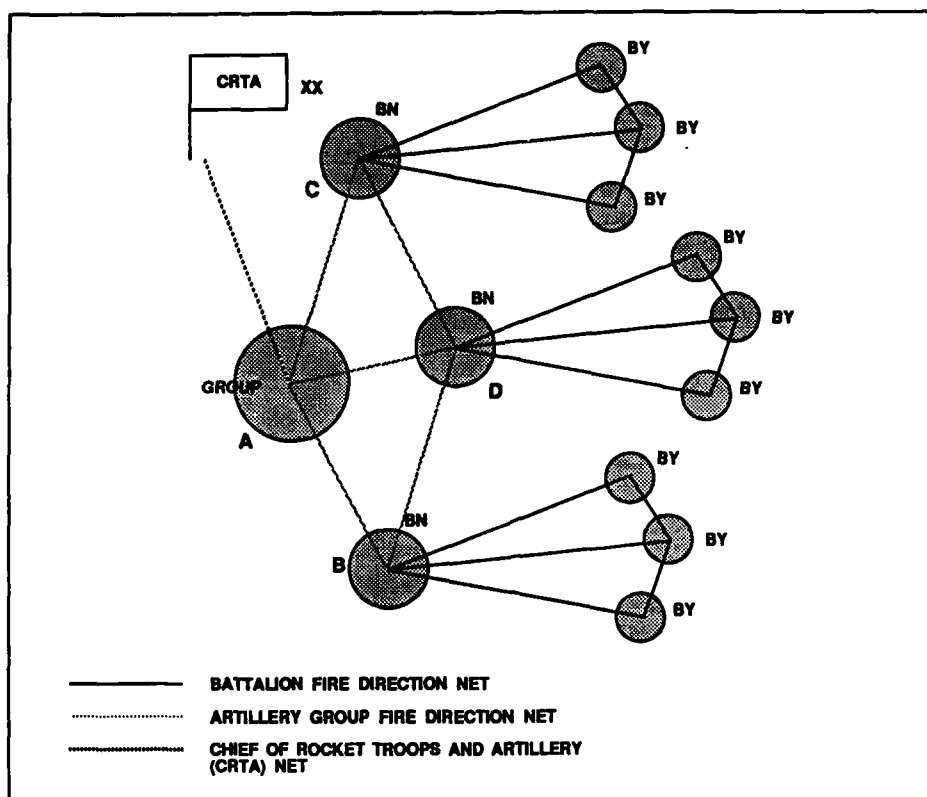 BY
CRTA
XX
BN
BY
C
BY
BY
BN
BY
GROUP
D
BY
A
BY
BN
B
BY
BY
BATTALION FIRE DIRECTION NET
ARTILLERY GROUP FIRE DIRECTION NET
CHIEF OF ROCKET TROOPS AND ARTILLERY
(CRTA) NET